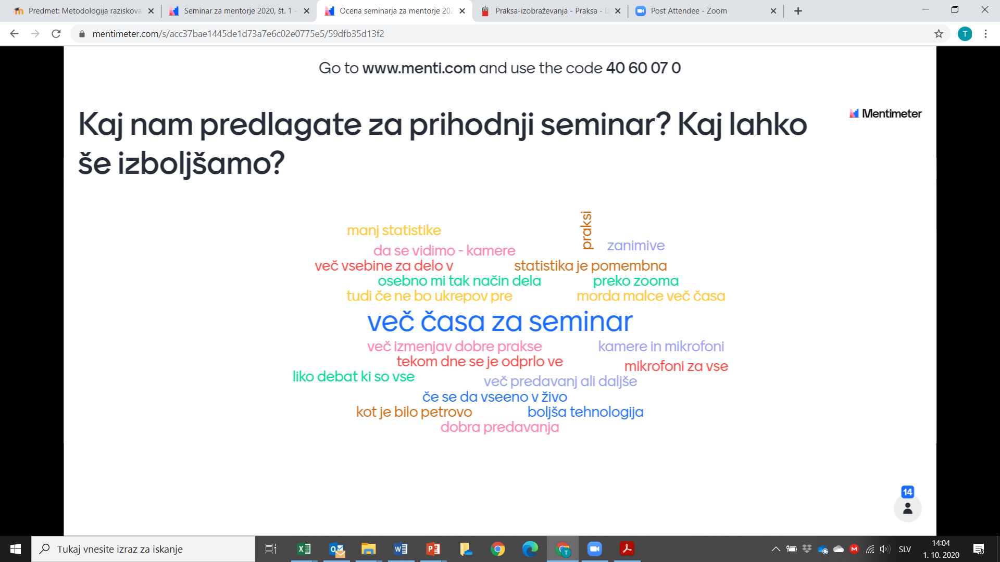 Predmet: Metodologija raziskova
Seminar za mentorje 2020, št. 1 -
Ocena seminarja za mentorje 202
Praksa-izobraževanja - Praksa - Iz
Post Attendee - Zoom
mentimeter.com/s/acc37bae1445de1d73a7e6c02e0775e5/59dfb35d13f2
T
Go to www.menti.com and use the code 40 60 07 0
Kaj nam predlagate za prihodnji seminar? Kaj lahko
še izboljšamo?
Mentimeter
praksi
manj statistike
zanimive
da se vidimo - kamere
več vsebine za delo v
statistika je pomembna
osebno mi tak način dela
preko zooma
tudi če ne bo ukrepov pre
morda malce več časa
več časa za seminar
več izmenjav dobre prakse
kamere in mikrofoni
tekom dne se je odprlo ve
mikrofoni za vse
liko debat ki so vse
več predavanj ali daljše
če se da vseeno v živo
kot je bilo petrovo
boljša tehnologija
dobra predavanja
14
Tukaj vnesite izraz za iskanje
SLV
14:04
1. 10. 2020